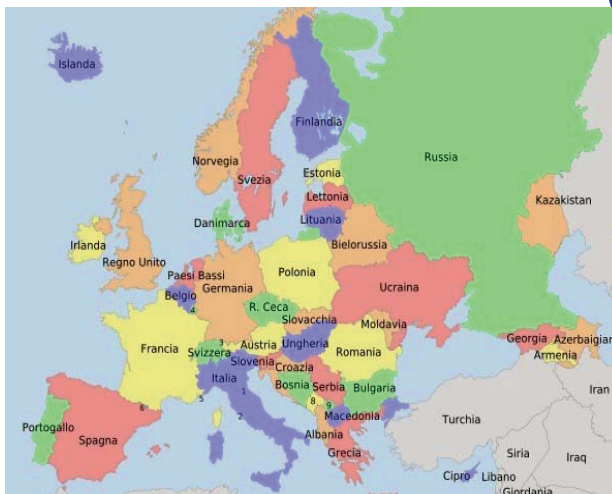 Islanda
Finlandia
Norvegia
Svezia
Russia
Estonia
Lettonia
Lituania
Kazakistan
Danimarca
Irlanda
Regno Unito
Bielorussia
Paesi Bassi
Polonia
Germania
Belgio
4
Ucraina
R. Ceca
Slovacchia
Moldavia
Francia
3
Austria
Ungheria
Svizzera
Romania
Georgia
Azerbaigian
Armenia
Slovenia
Croazia
Italia
Bosnia
Serbia
Bulgaria
1
5
6
8
9
2
Portogallo
Spagna
Macedonia
Albania
Grecia
Turchia
Siria
Iraq
Iran
Cipro
Libano
Giordania